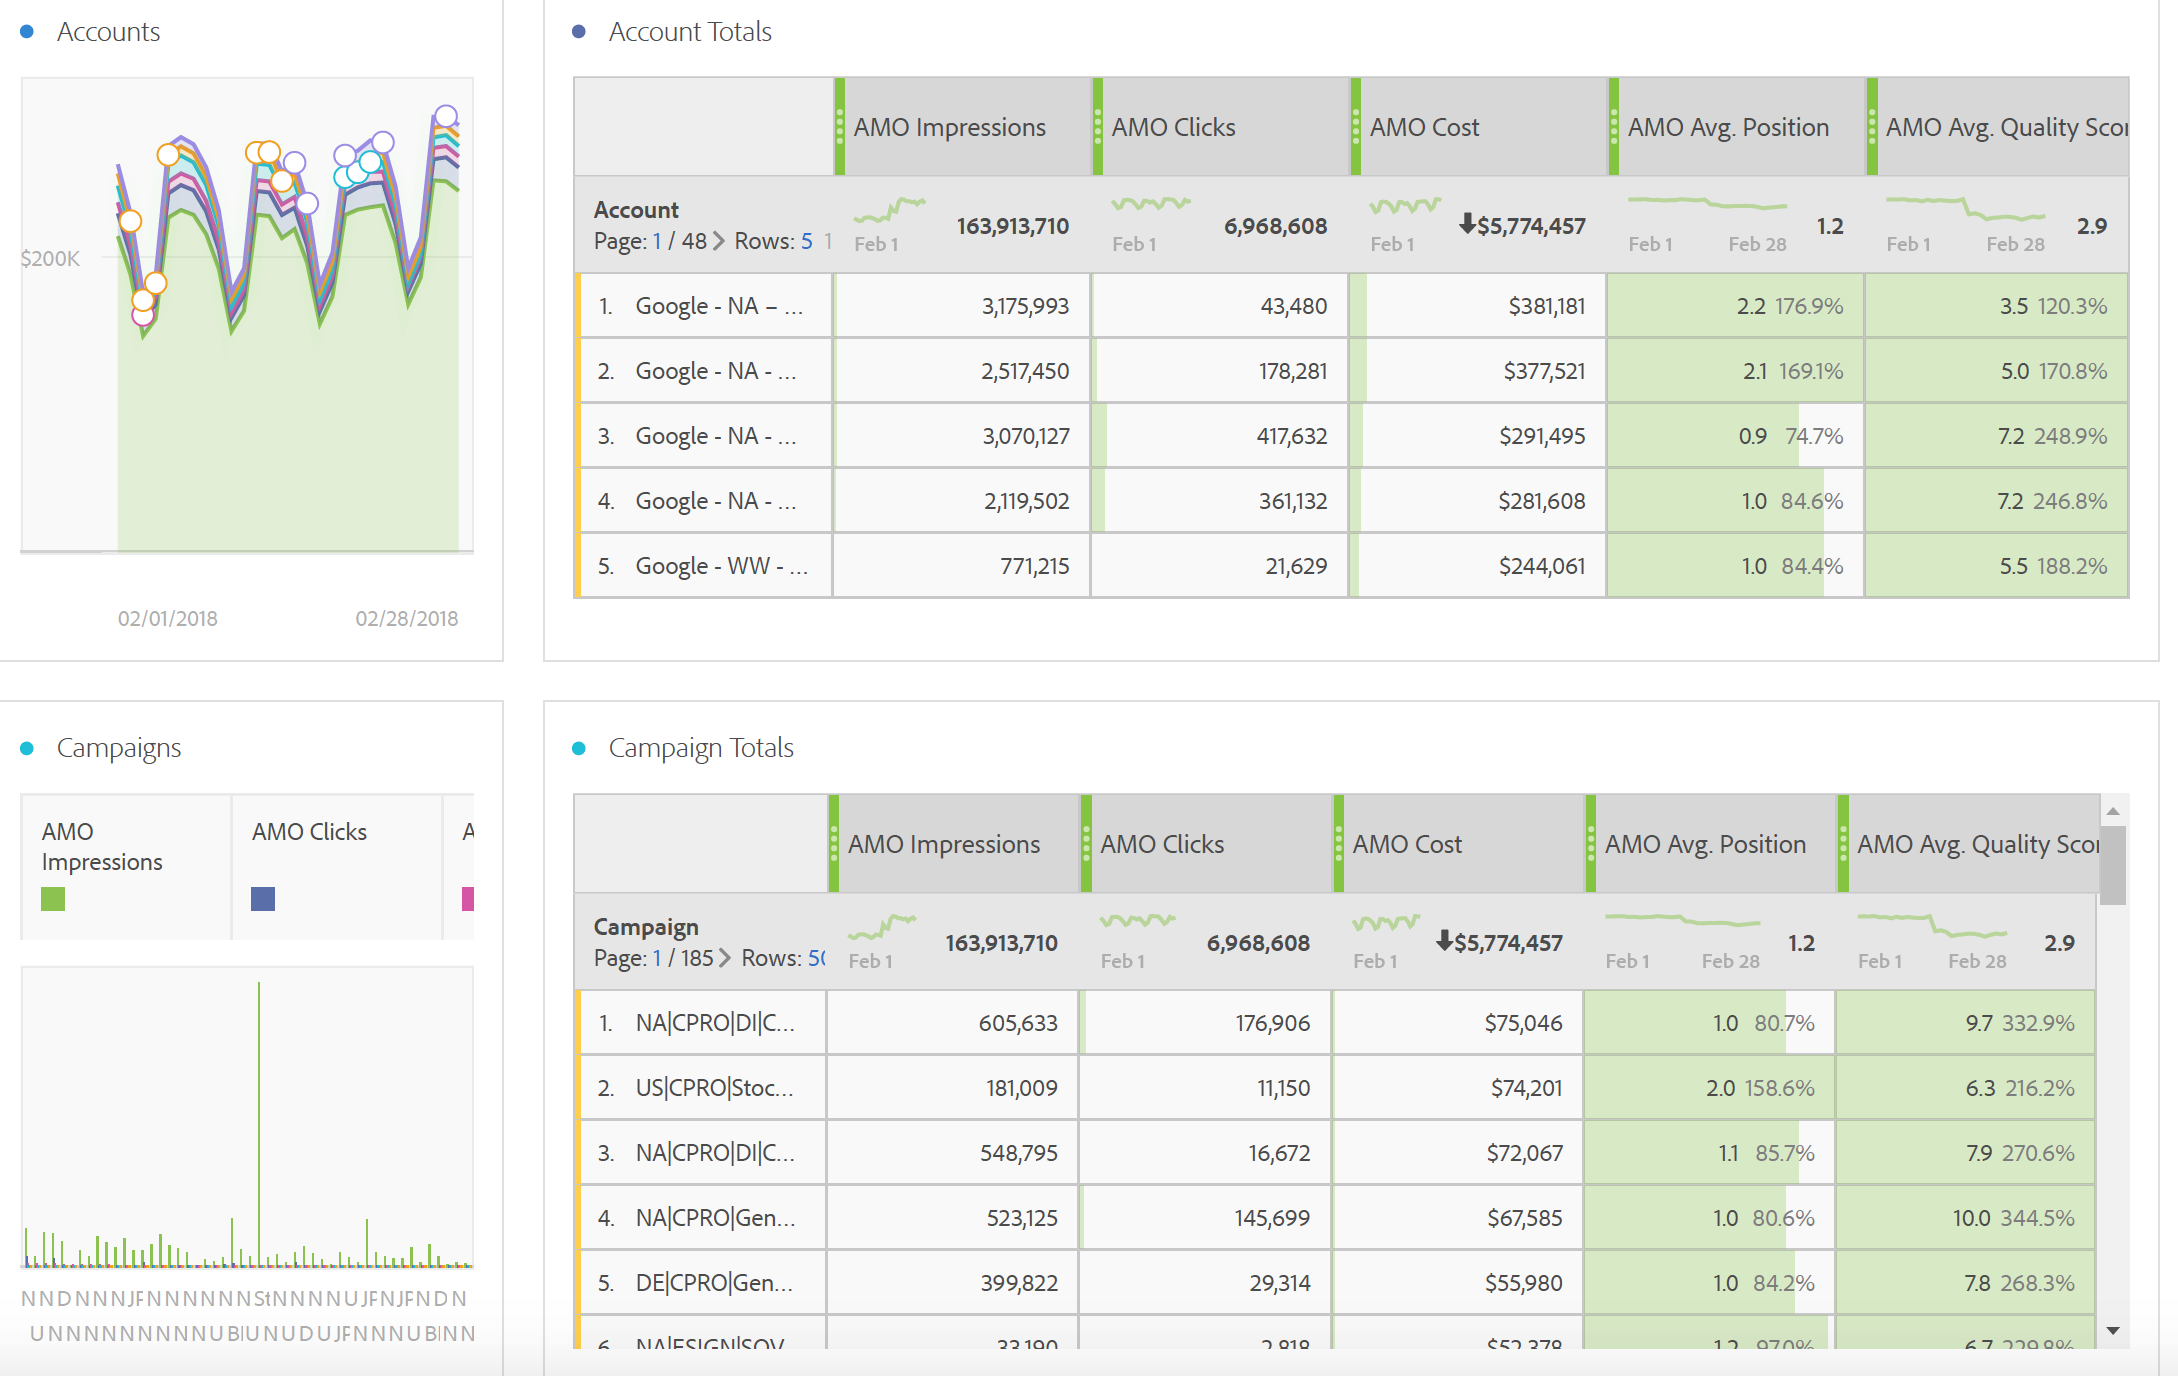 Accounts
$200K
02/01/2018 02/28/2018
Account Totals
AMO Impressions AMO Clicks AMO Cost AMO Avg. Position AMO Avg. Quality Scor
Account
Page: 1 / 48 Rows: 5 1
Feb 1 163,913,710 Feb 1 6,968,608 Feb 1 $5,774,457 Feb 1 Feb 28 1.2 Feb 1 Feb 28 2.9
1. Google - NA – ... 3,175,993 43,480 $381,181 2.2 176.9% 3.5 120.3%
2. Google - NA - ... 2,517,450 178,281 $377,521 2.1 169.1% 5.0 170.8%
3. Google - NA - ... 3,070,127 417,632 $291,495 0.9 74.7% 7.2 248.9%
4. Google - NA - ... 2,119,502 361,132 $281,608 1.0 84.6% 7.2 246.8%
5. Google - WW - ... 771,215 21,629 $244,061 1.0 84.4% 5.5 188.2%
Campaigns
AMO Impressions
AMO Clicks
A
Campaign Totals
AMO Impressions AMO Clicks AMO Cost AMO Avg. Position AMO Avg. Quality Scor
Campaign
Page: 1 / 185 Rows: 50
Feb 1 163,913,710 Feb 1 6,968,608 Feb 1 $5,774,457 Feb 1 Feb 28 1.2 Feb 1 Feb 28 2.9
1. NA|CPRO|DI|C... 605,633 176,906 $75,046 1.0 80.7% 9.7 332.9%
2. US|CPRO|Stoc... 181,009 11,150 $74,201 2.0 158.6% 6.3 216.2%
3. NA|CPRO|DI|C... 548,795 16,672 $72,067 1.1 85.7% 7.9 270.6%
4. NA|CPRO|Gen... 523,125 145,699 $67,585 1.0 80.6% 10.0 344.5%
5. DE|CPRO|Gen... 399,822 29,314 $55,980 1.0 84.2% 7.8 268.3%
6 NA|ESIGN|SOV 33,190 2,818 $52,378 1.2 97.0% 6.7 229.8%